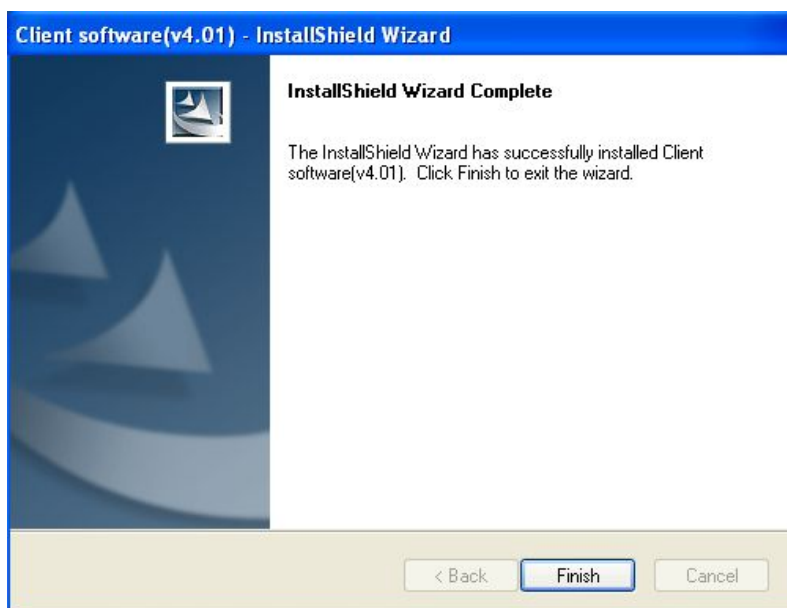 Client software(v4.01) - InstallShield Wizard
InstallShield Wizard Complete
The InstallShield Wizard has successfully installed Client
software(v4.01). Click Finish to exit the wizard.
< Back
Finish
Cancel